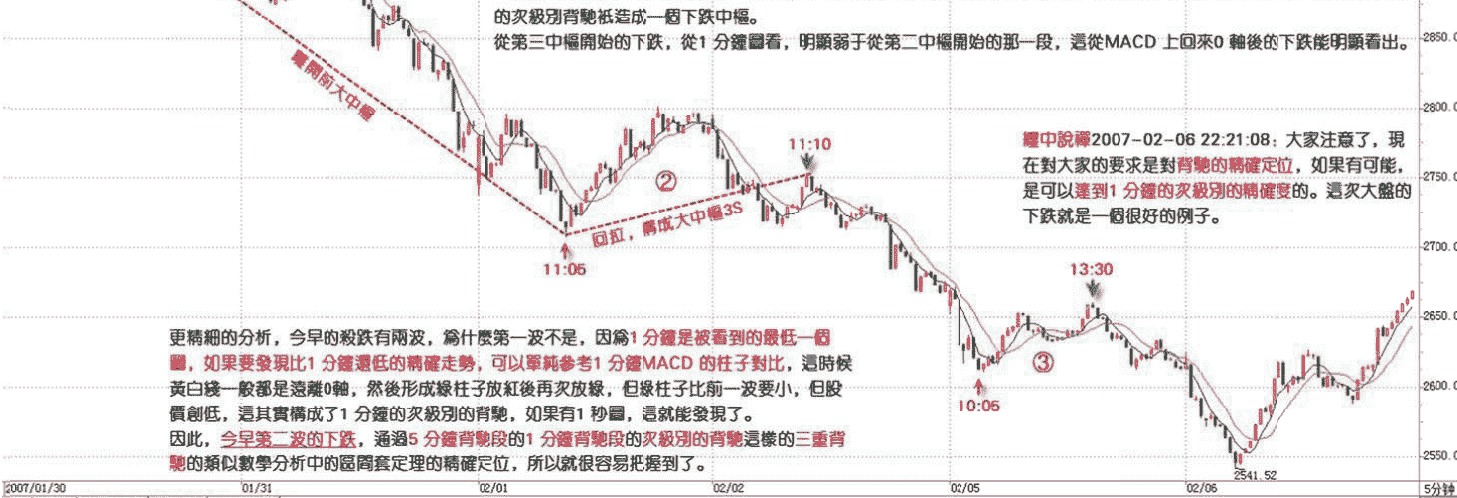 的次級別背馳衹造成一個下跌中樞。
從第三中樞開始的下跌，從1 分鐘圖看，明顯弱于從第二中樞開始的那一段，這從MACD 上回來0 軸後的下跌能明顯看出。
2850.0
離開前大中樞
2800.0
11:10
纏中說禪2007-02-06 22:21:08：大家注意了，現
在對大家的要求是對背馳的精確定位，如果有可能，
是可以達到1 分鐘的次級別的精確度的。這次大盤的
下跌就是一個很好的例子。
②
2750.0
回拉，構成大中樞3S
2700.0
11:05
13:30
2650.0
更精細的分析，今早的殺跌有兩波，爲什麼第一波不是，因爲1 分鐘是被看到的最低一個
圖，如果要發現比1 分鐘還低的精確走勢，可以單純參考1 分鐘MACD 的柱子對比，這時候
黃白綫一般都是遠離0軸，然後形成綠柱子放紅後再次放綠，但綠柱子比前一波要小，但股
價創低，這其實構成了1 分鐘的次級別的背馳，如果有1 秒圖，這就能發現了。
因此，今早第二波的下跌，通過5 分鐘背馳段的1 分鐘背馳段的次級別的背馳這樣的三重背
馳的類似數學分析中的區間套定理的精確定位，所以就很容易把握到了。
③
10:05
2600.0
2550.0
2541.52
2007/01/30 01/31 02/01 02/02 02/05 02/06 5分钟